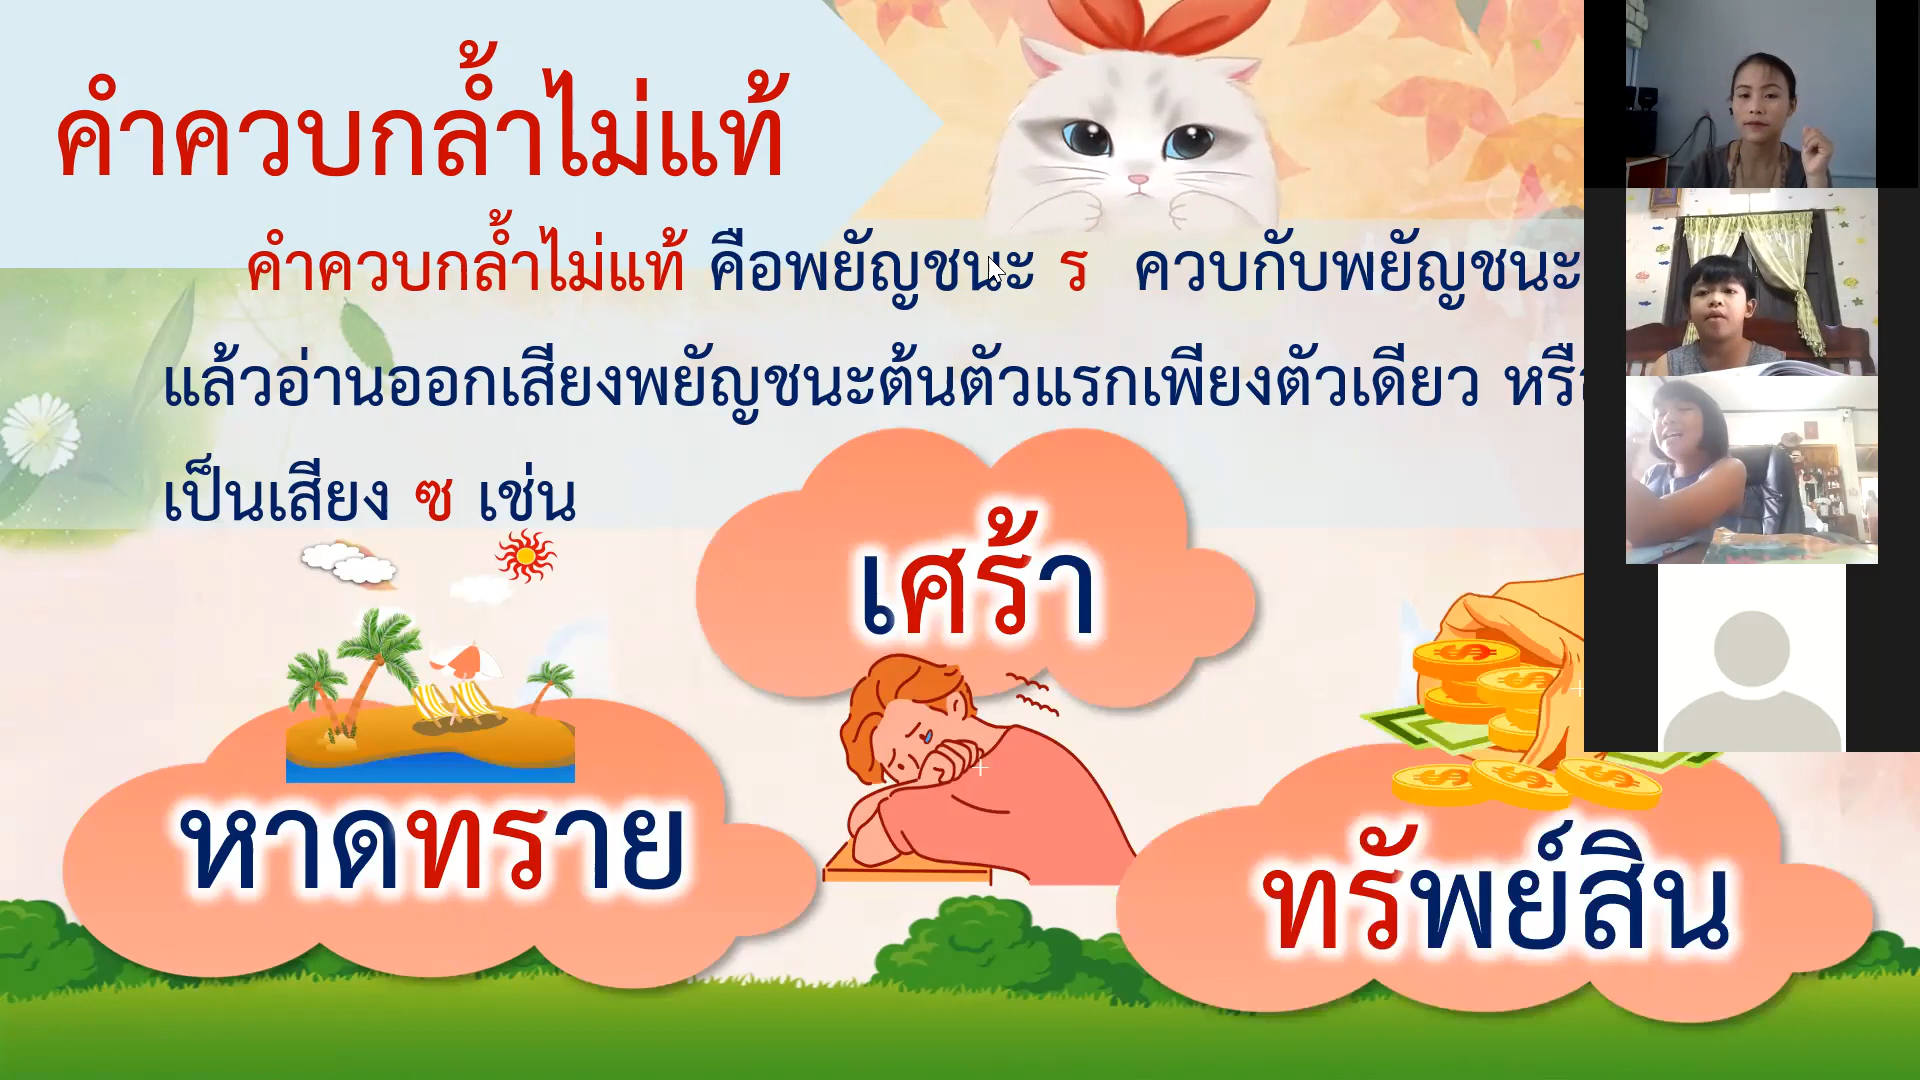 คำควบกล้ำไม่แท้
คำควบกล้ำไม่แท้ คือพยัญชนะ ร ควบกับพยัญชนะ
แล้วอ่านออกเสียงพยัญชนะต้นตัวแรกเพียงตัวเดียว
เป็นเสียง ซ เช่น
เศร้า
หาดทราย
ทรัพย์สิน